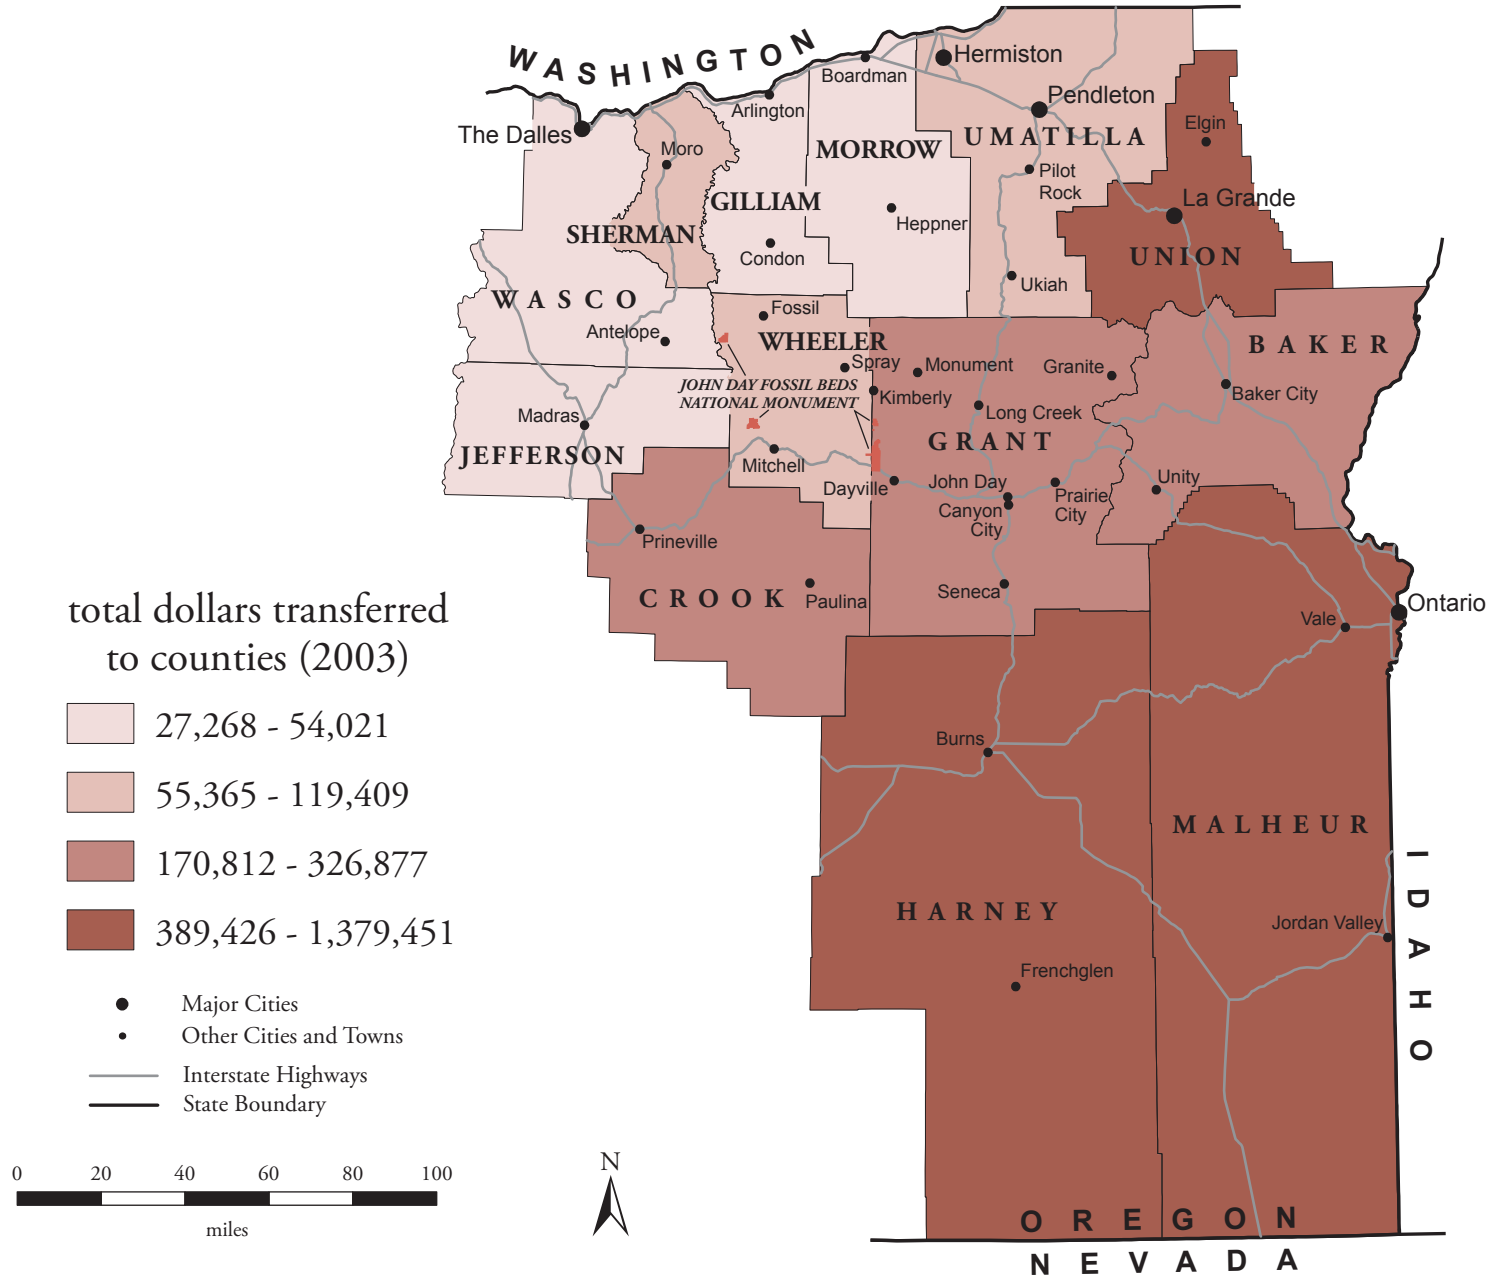 WASHINGTON
Hermiston
Boardman
Arlington
Pendleton
The Dalles
Elgin
UMATILLA
Moro
MORROW
Pilot
Rock
La Grande
GILLIAM
Heppner
SHERMAN
UNION
Condon
Ukiah
WASCO
Fossil
Antelope
WHEELER
BAKER
Spray
Monument
Granite
JOHN DAY FOSSIL BEDS
NATIONAL MONUMENT
Kimberly
Baker City
Madras
Long Creek
GRANT
JEFFERSON
Mitchell
Dayville
John Day
Unity
Prairie
City
Canyon
City
Prineville
Seneca
CROOK
Paulina
Ontario
Vale
total dollars transferred
to counties (2003)
27,268 - 54,021
55,365 - 119,409
170,812 - 326,877
389,426 - 1,379,451
Burns
MALHEUR
HARNEY
Jordan Valley
IDAHO
Frenchglen
Major Cities
Other Cities and Towns
Interstate Highways
State Boundary
0 20 40 60 80 100
miles
N
OREGON
NEVADA